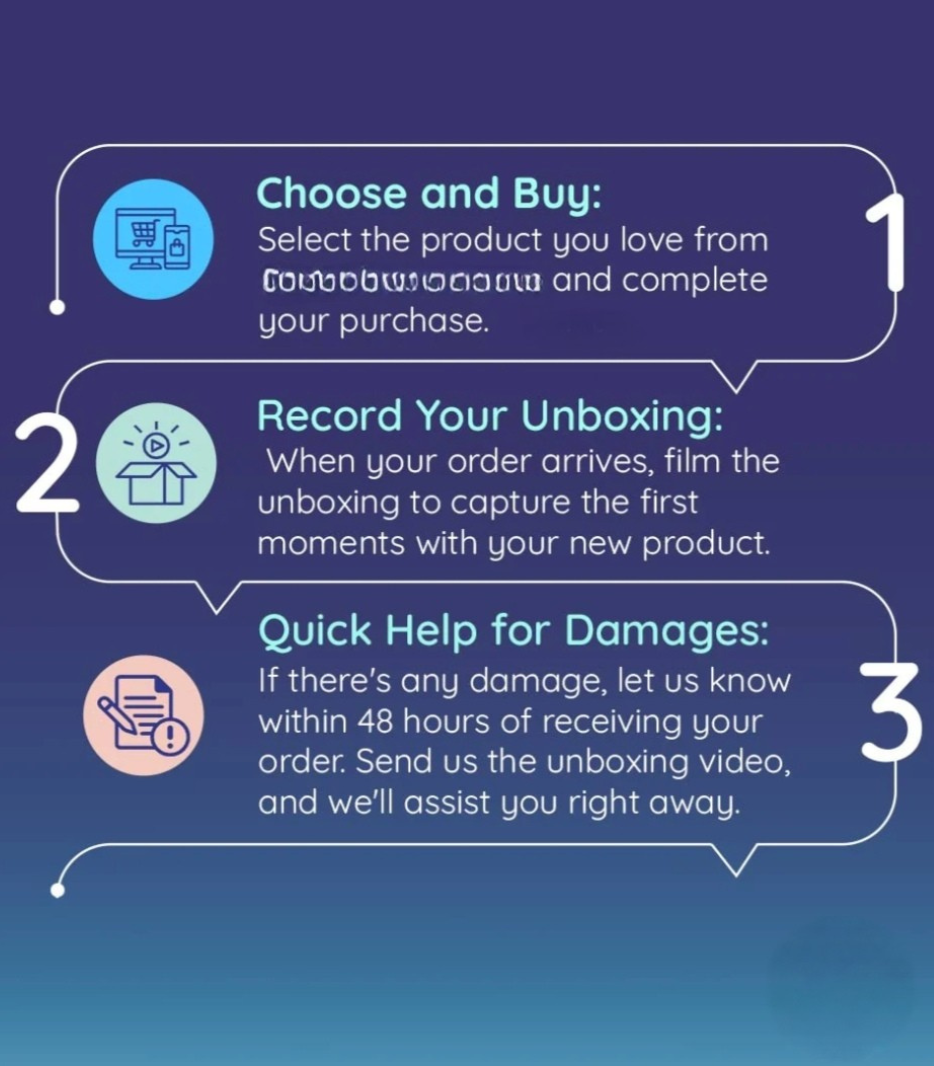 Choose and Buy:
Select the product you love from
and complete
your purchase.
1
Record Your Unboxing:
When your order arrives, film the
unboxing to capture the first
moments with your new product.
2
Quick Help for Damages:
If there's any damage, let us know
within 48 hours of receiving your
order. Send us the unboxing video,
and we'll assist you right away.
3